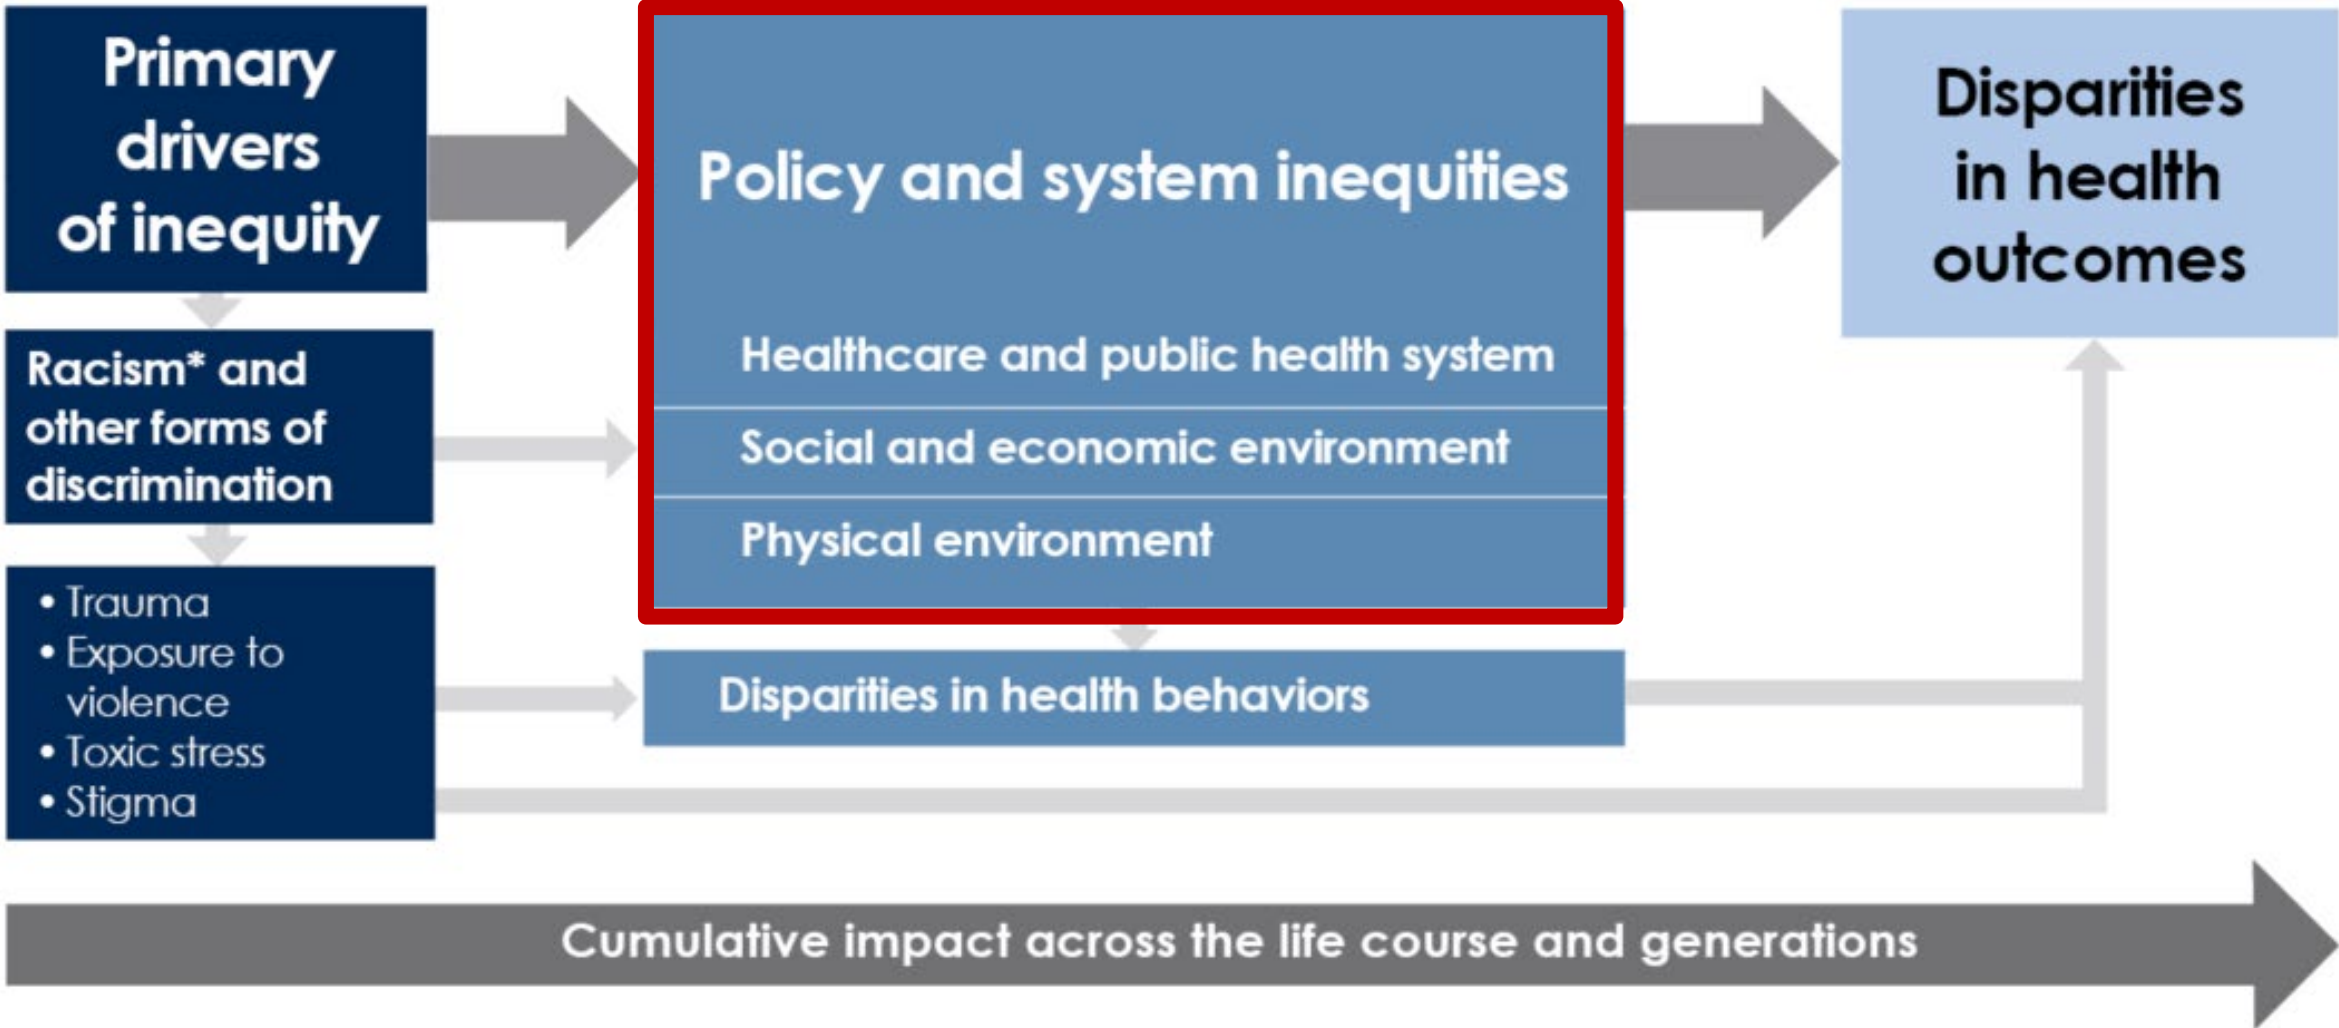 Primary
drivers
of inequity
Racism* and
other forms of
discrimination
• Trauma
• Exposure to
violence
• Toxic stress
• Stigma
Policy and system inequities
Healthcare and public health system
Social and economic environment
Physical environment
Disparities in health behaviors
Disparities
in health
outcomes
Cumulative impact across the life course and generations